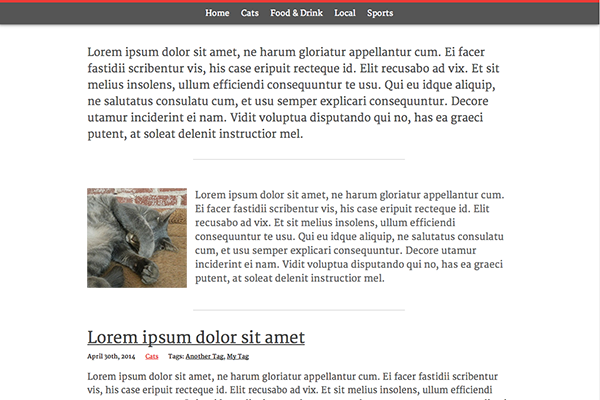 Home Cats Food & Drink Local Sports
Lorem ipsum dolor sit amet, ne harum gloriatur appellantur cum. Ei facer
fastidii scribentur vis, his case eripuit recteque id. Elit recusabo ad vix. Et sit
melius insolens, ullum efficiendi consequuntur te usu. Qui eu idque aliquip,
ne salutatus consulatu cum, et usu semper explicari consequuntur. Decore
utamur inciderint ei nam. Vidit voluptua disputando qui no, has ea graeci
putent, at soleat delenit instructior mel.
Lorem ipsum dolor sit amet, ne harum gloriatur appellantur cum.
Ei facer fastidii scribentur vis, his case eripuit recteque id. Elit
recusabo ad vix. Et sit melius insolens, ullum efficiendi
consequuntur te usu. Qui eu idque aliquip, ne salutatus consulatu
cum, et usu semper explicari consequuntur. Decore utamur
inciderint ei nam. Vidit voluptua disputando qui no, has ea graeci
putent, at soleat delenit instructior mel.
Lorem ipsum dolor sit amet
April 30th, 2014 Cats Tags: Another Tag, My Tag
Lorem ipsum dolor sit amet, ne harum gloriatur appellantur cum. Ei facer fastidii scribentur
vis, his case eripuit recteque id. Elit recusabo ad vix. Et sit melius insolens, ullum efficiendi